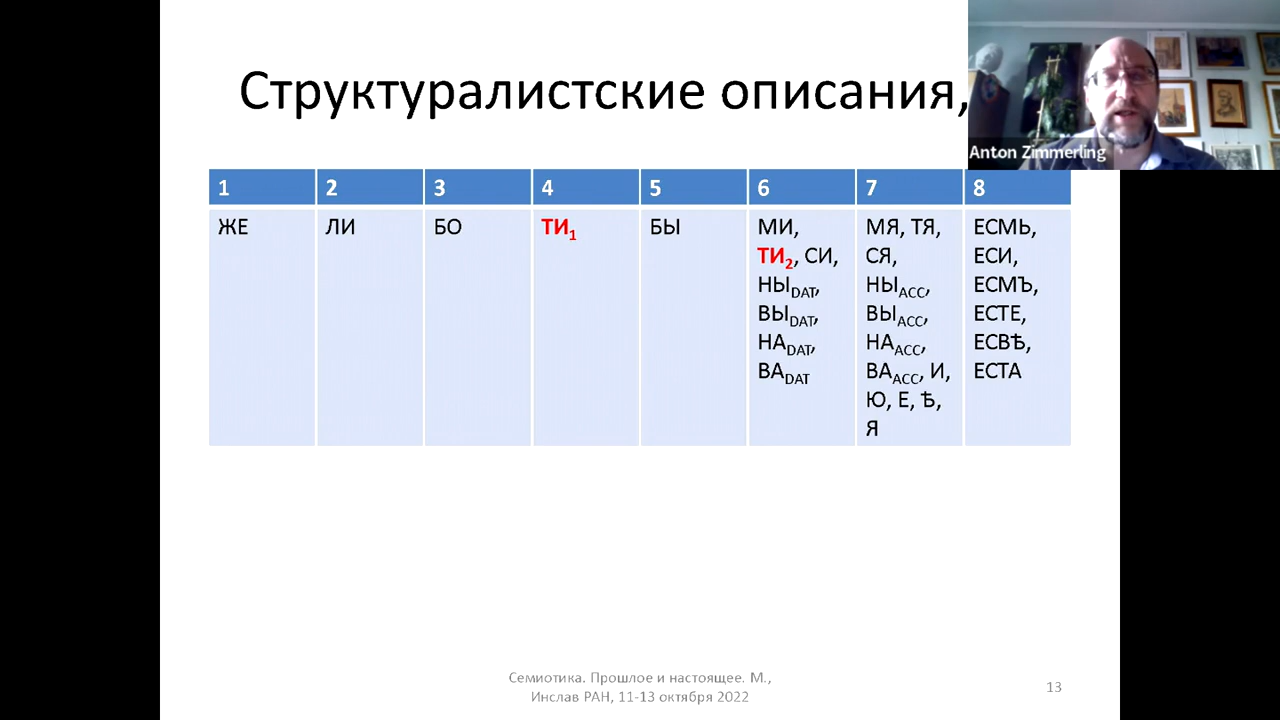 Структуралистские описания,
Anton Zimmerling
1 2 3 4 5 6 7 8
ЖЕ ЛИ БО ТИ1 БЫ МИ, МЯ, ТЯ, ЕСМЬ,
ТИ2, СИ, СЯ, ЕСИ,
НЫDAT, НЫACC, ЕСМЪ,
ВЫDAT, ВЫACC, ЕСТЕ,
НАDAT, НАACC, ЕСВѢ,
ВАDAT ВАACC, И, ЕСТА
Ю, Е, Ѣ,
Я
Семиотика. Прошлое и настоящее. М.,
Инслав РАН, 11-13 октября 2022
13